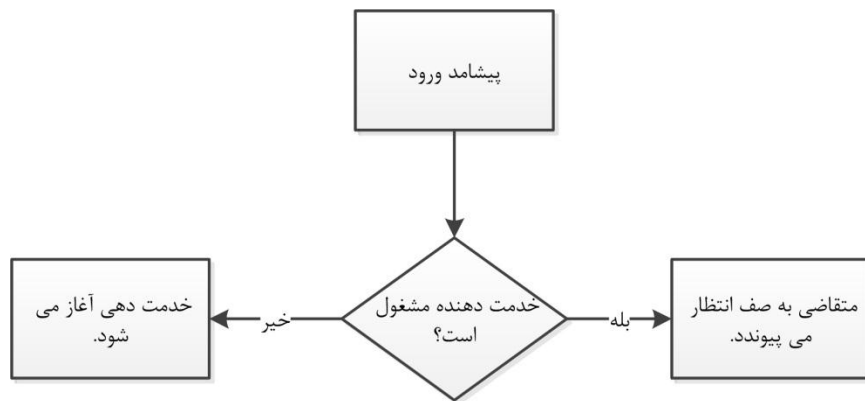 پیشامد ورود
خدمت دهنده مشغول
است؟
بله
متقاضی به صف انتظار
می پیوندد.
خیر
خدمت دهی آغاز می
شود.